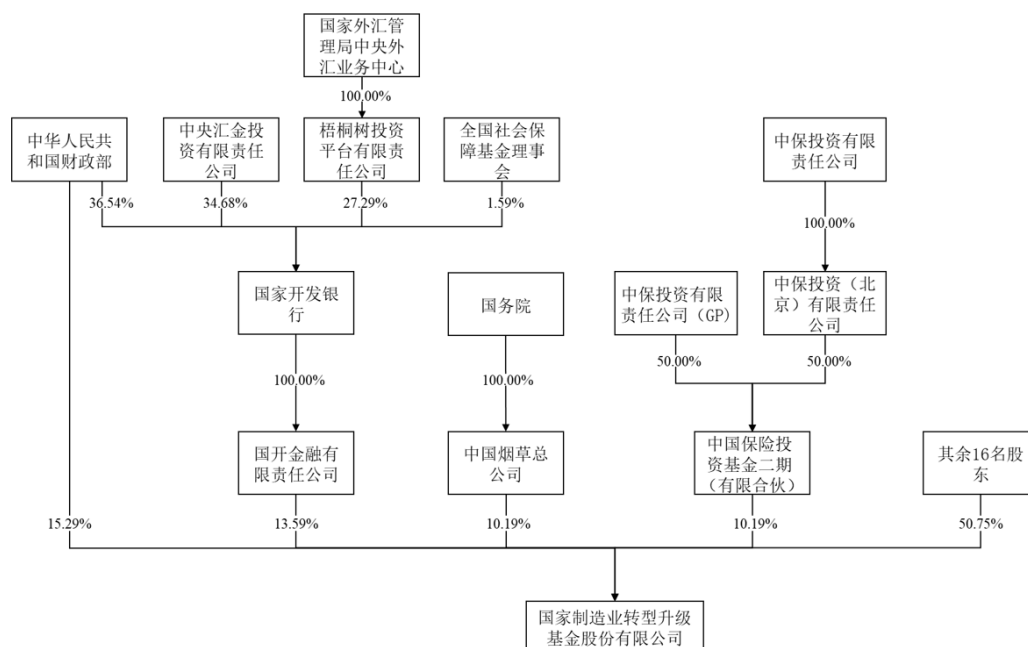 国家外汇管
理局中央外
汇业务中心
100.00%
中华人民共
和国财政部
中央汇金投
资有限责任
公司
梧桐树投资
平台有限责
任公司
全国社会保
障基金理事
会
中保投资有限
责任公司
36.54%
34.68%
27.29%
1.59%
100.00%
国家开发银
行
国务院
中保投资有限
责任公司（GP)
中保投资（北
京）有限责任
公司
100.00%
100.00%
50.00%
50.00%
国开金融有
限责任公司
中国烟草总
公司
中国保险投
资基金二期
（有限合伙）
其余16名股
东
15.29%
13.59%
10.19%
10.19%
50.75%
国家制造业转型升级
基金股份有限公司